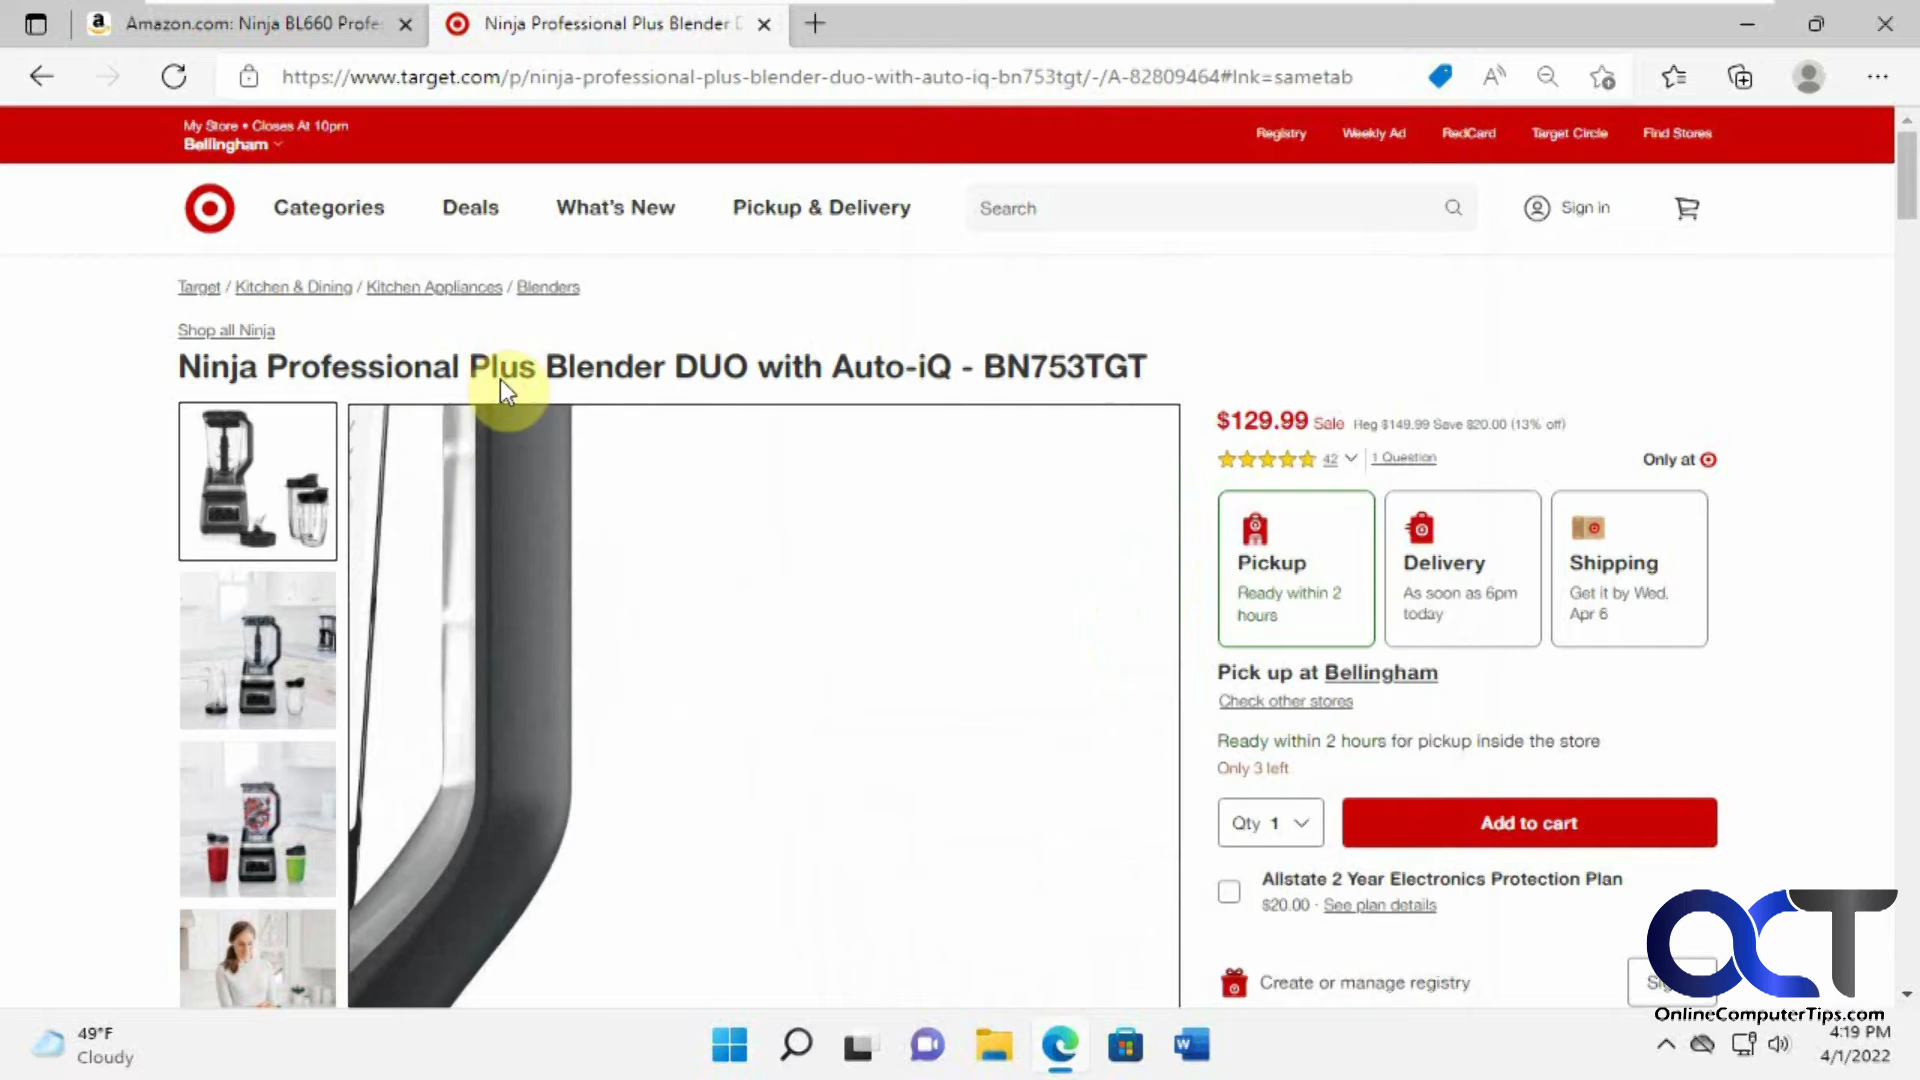 Amazon.com: Ninja BL660 Profe
Ninja Professional Plus Blender D
https://www.target.com/p/ninja-professional-plus-blender-duo-with-auto-iq-bn753tgt/-/A-82809464#lnk=sametab
My Store • Closes At 10pm
Bellingham
Registry
Weekly Ad
RedCard
Target Circle
Find Stores
Categories
Deals
What's New
Pickup & Delivery
Search
Sign in
Target / Kitchen & Dining / Kitchen Appliances / Blenders
Shop all Ninja
Ninja Professional Plus Blender DUO with Auto-iQ - BN753TGT
$129.99 Sale Reg $149.99 Save $20.00 (13% off)
42
1 Question
Only at
Pickup
Ready within 2
hours
Delivery
As soon as 6pm
today
Shipping
Get it by Wed,
Apr 6
Pick up at Bellingham
Check other stores
Ready within 2 hours for pickup inside the store
Only 3 left
Qty 1
Add to cart
Allstate 2 Year Electronics Protection Plan
$20.00 · See plan details
Create or manage registry
OCT
OnlineComputerTips.com
49°F
Cloudy
4:19 PM
4/1/2022